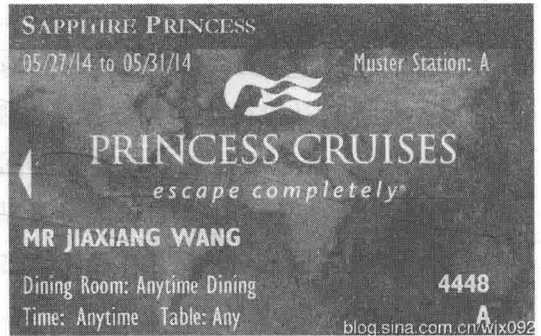 SAPPHIRE PRINCESS
05/27/14 to 05/31/14 Muster Station: A
PRINCESS CRUISES
escape completely®
MR JIAXIANG WANG
Dining Room: Anytime Dining 4448
Time: Anytime Table: Any A
blog.sina.com.cn/wjx092